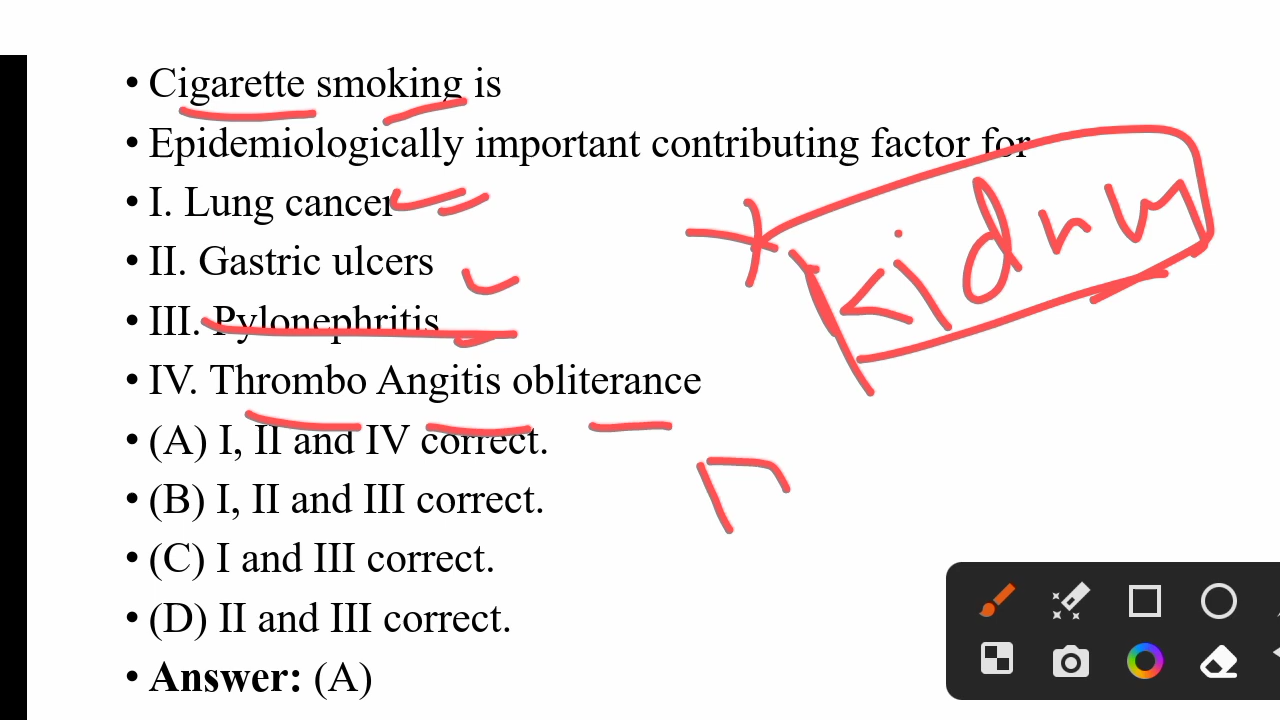 • Cigarette smoking is
• Epidemiologically important contributing factor for
• I. Lung cancer
• II. Gastric ulcers
• III. Pylonephritis
• IV. Thrombo Angitis obliterance
• (A) I, II and IV correct.
• (B) I, II and III correct.
• (C) I and III correct.
• (D) II and III correct.
• Answer: (A)